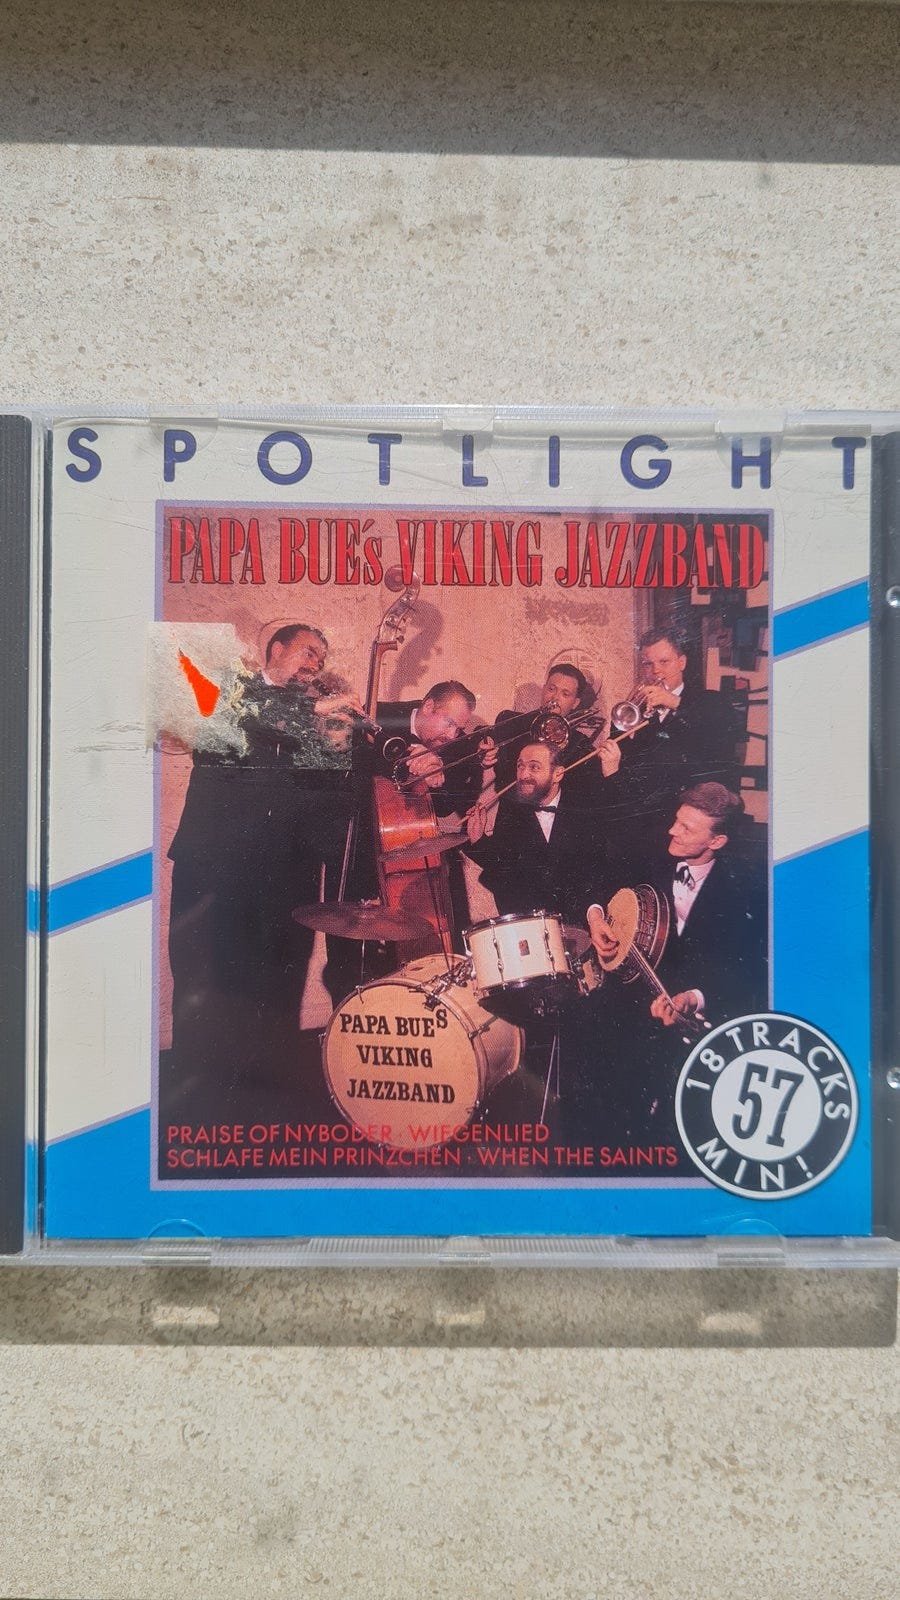 SPOTLIGHT
PAPA BUE's VIKING JAZZBAND
PAPA BUE'S
VIKING
JAZZBAND
PRAISE OF NYBODER · WIEGENLIED
SCHLAFE MEIN PRINZCHEN · WHEN THE SAINTS
18 TRACKS
57
MIN!